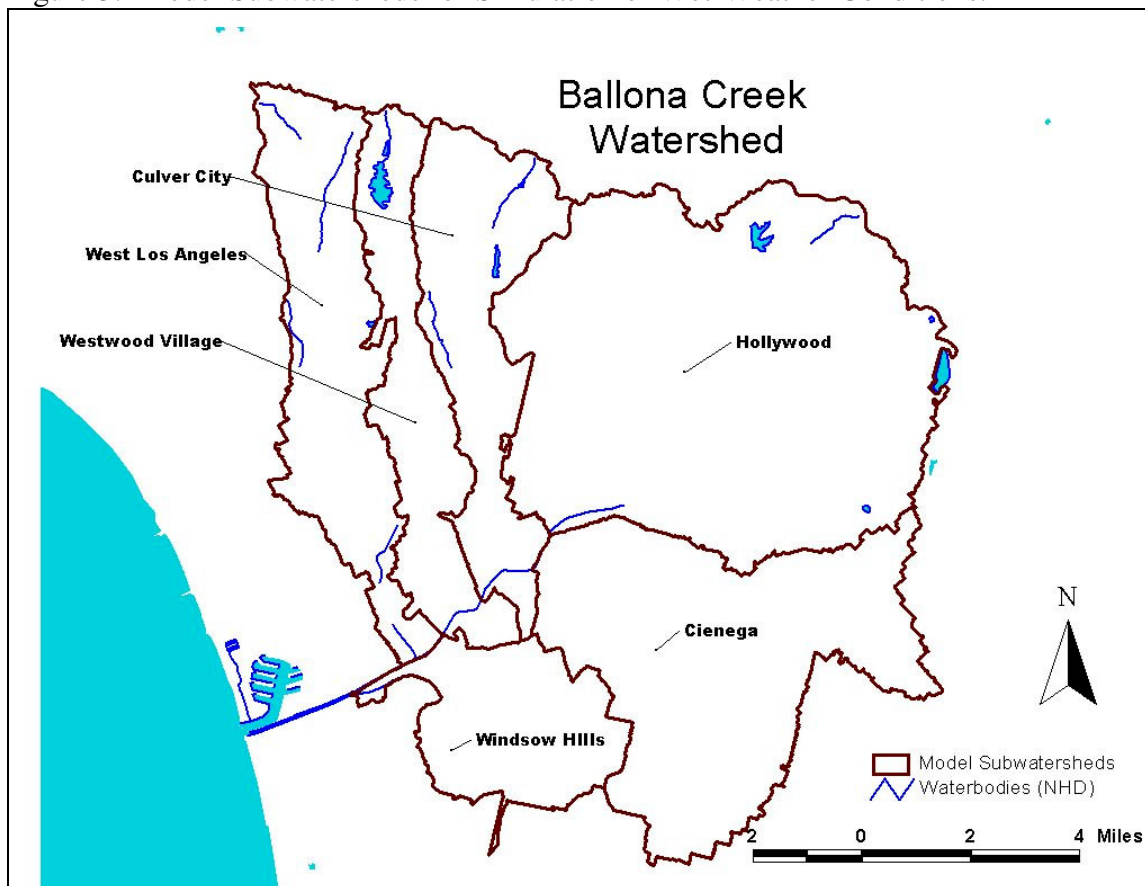 Ballona Creek
Watershed
Culver City
West Los Angeles
Westwood Village
Hollywood
Cienega
Windsow HIlls
N
Model Subwatersheds
Waterbodies (NHD)
2 0 2 4 Miles